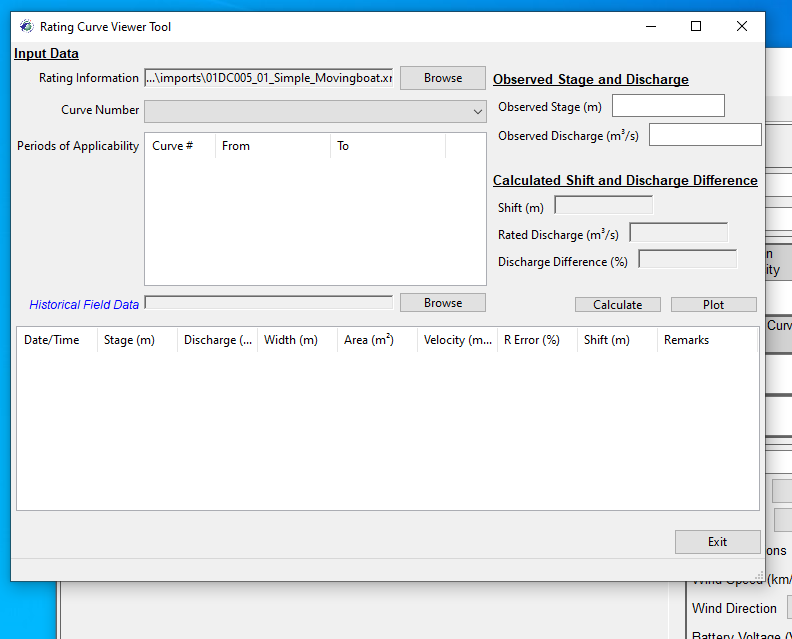 Rating Curve Viewer Tool
Input Data
Rating Information ...\imports\01DC005_01_Simple_Movingboat.xr Browse
Curve Number
Periods of Applicability Curve # From To
Observed Stage and Discharge
Observed Stage (m)
Observed Discharge (m³/s)
Calculated Shift and Discharge Difference
Shift (m)
Rated Discharge (m³/s)
Discharge Difference (%)
Historical Field Data Browse
Calculate Plot
Date/Time Stage (m) Discharge (... Width (m) Area (m²) Velocity (m... R Error (%) Shift (m) Remarks
Exit
n
ity
Curv
ons
Wind Speed (km/
Wind Direction
Battery Voltage (V